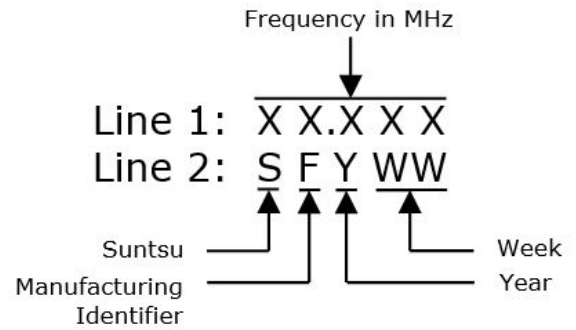 Frequency in MHz
Line 1: X X.X X X
Line 2: S F Y WW
Suntsu
Week
Manufacturing
Identifier
Year